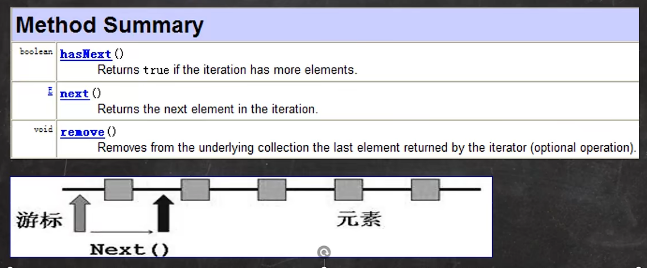 Method Summary
boolean hasNext()
Returns true if the iteration has more elements.
E next()
Returns the next element in the iteration.
void remove()
Removes from the underlying collection the last element returned by the iterator (optional operation).
游标 元素
Next()